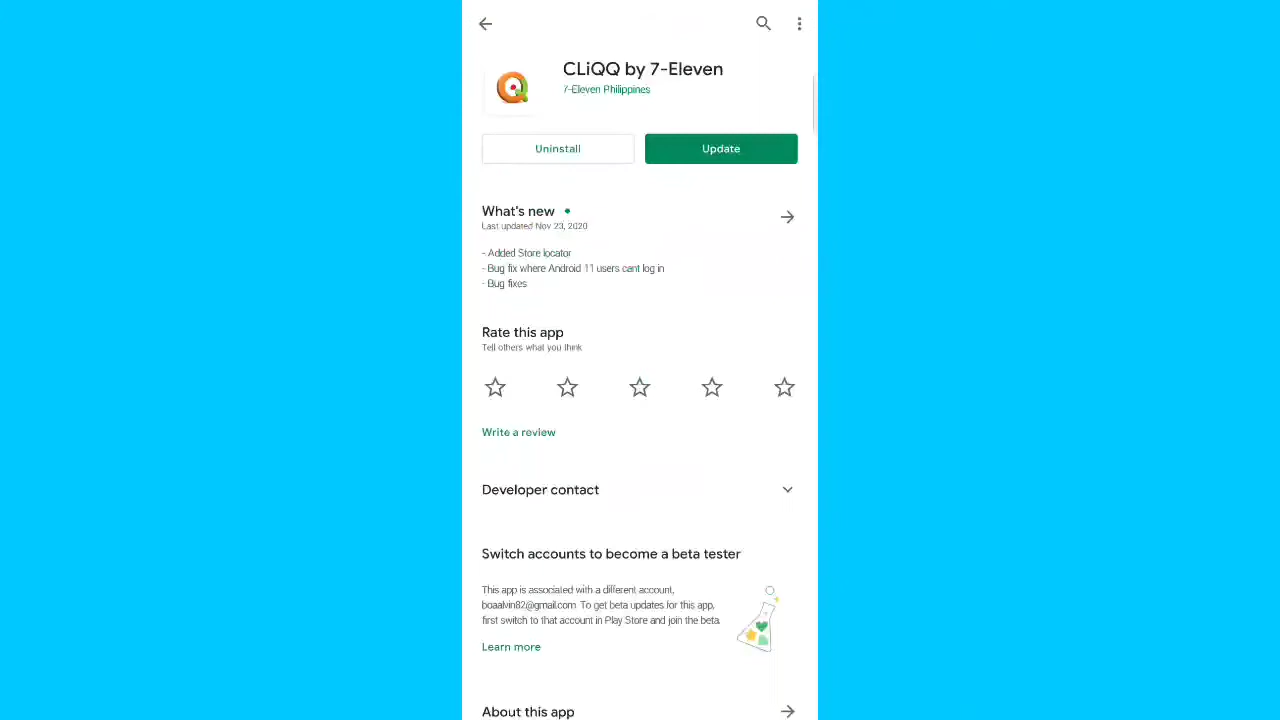 CLiQQ by 7-Eleven
7-Eleven Philippines
Uninstall
Update
What's new
Last updated Nov 23, 2020
- Added Store locator
- Bug fix where Android 11 users cant log in
- Bug fixes
Rate this app
Tell others what you think
Write a review
Developer contact
Switch accounts to become a beta tester
This app is associated with a different account,
boaalvin82@gmail.com. To get beta updates for this app,
first switch to that account in Play Store and join the beta.
Learn more
About this app